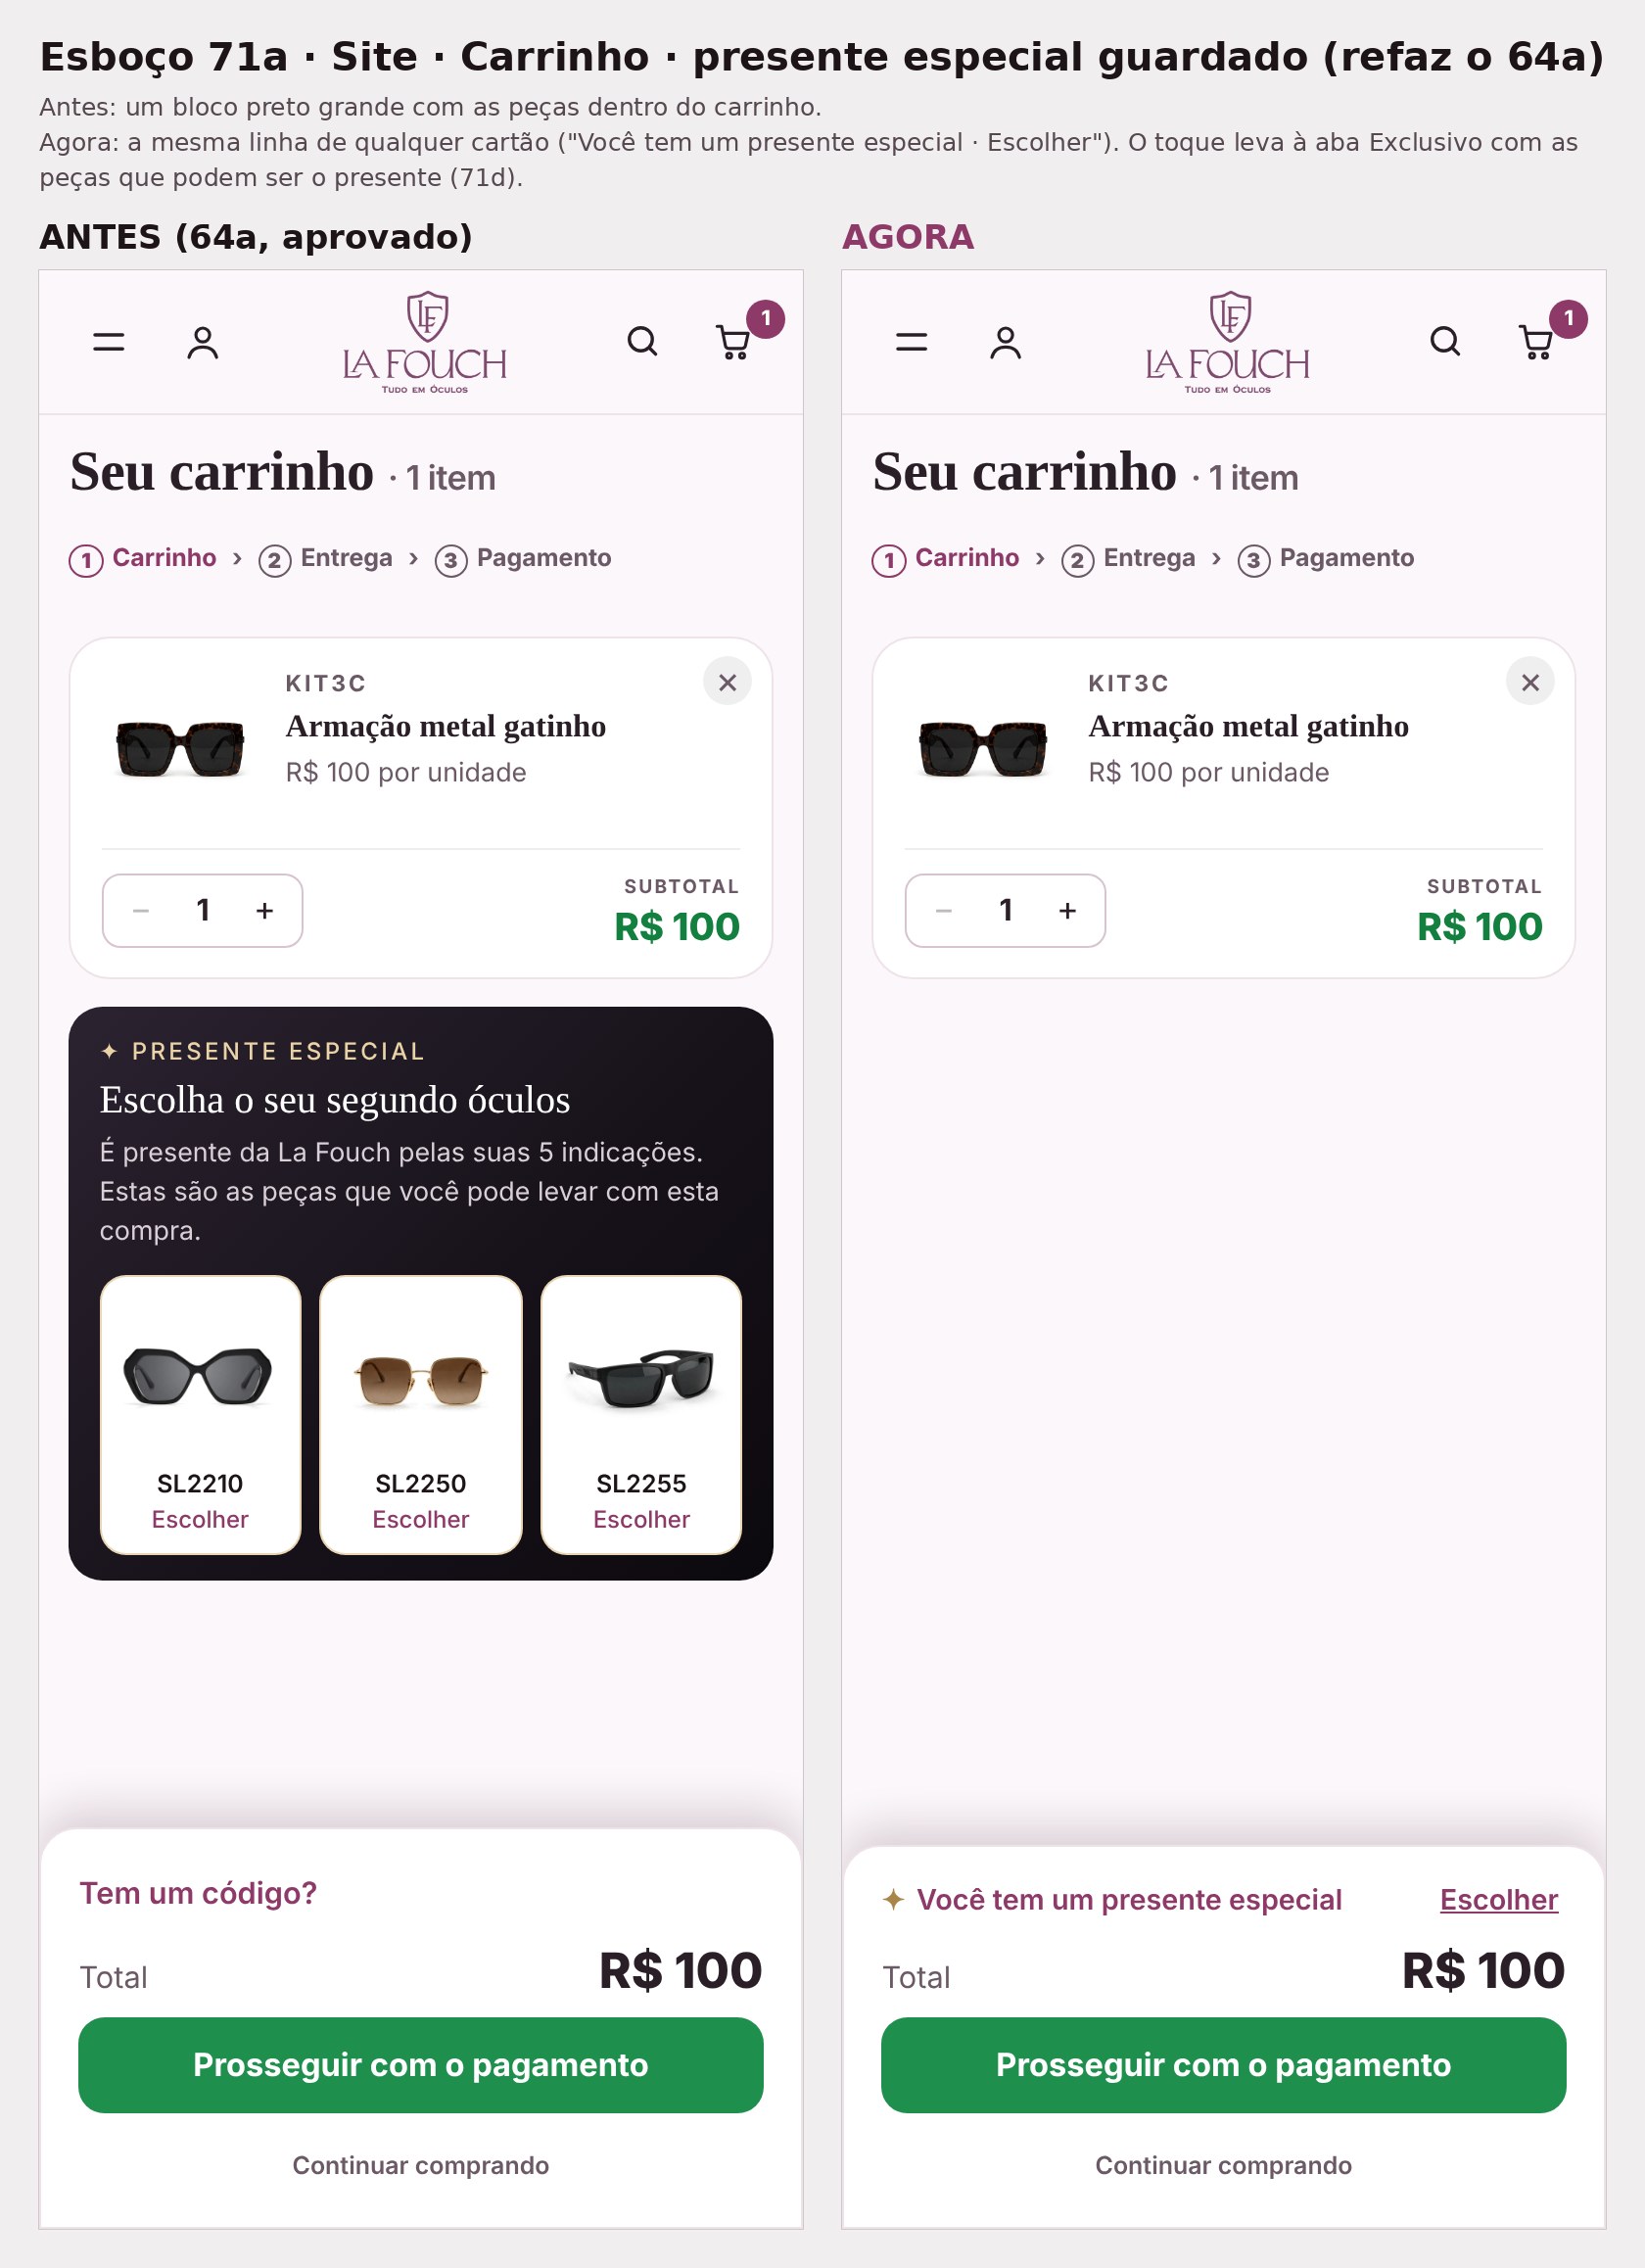 Esboço 71a · Site · Carrinho · presente especial guardado (refaz o 64a)
Antes: um bloco preto grande com as peças dentro do carrinho.
Agora: a mesma linha de qualquer cartão ("Você tem um presente especial · Escolher"). O toque leva à aba Exclusivo com as
peças que podem ser o presente (71d).
ANTES (64a, aprovado)
LF
LA FOUCH
TUDO EM ÓCULOS
1
Seu carrinho · 1 item
1 Carrinho › 2 Entrega › 3 Pagamento
KIT3C
×
Armação metal gatinho
R$ 100 por unidade
− 1 +
SUBTOTAL
R$ 100
✦ PRESENTE ESPECIAL
Escolha o seu segundo óculos
É presente da La Fouch pelas suas 5 indicações.
Estas são as peças que você pode levar com esta
compra.
SL2210
Escolher
SL2250
Escolher
SL2255
Escolher
Tem um código?
Total R$ 100
Prosseguir com o pagamento
Continuar comprando
AGORA
LF
LA FOUCH
TUDO EM ÓCULOS
1
Seu carrinho · 1 item
1 Carrinho › 2 Entrega › 3 Pagamento
KIT3C
×
Armação metal gatinho
R$ 100 por unidade
− 1 +
SUBTOTAL
R$ 100
✦ Você tem um presente especial Escolher
Total R$ 100
Prosseguir com o pagamento
Continuar comprando